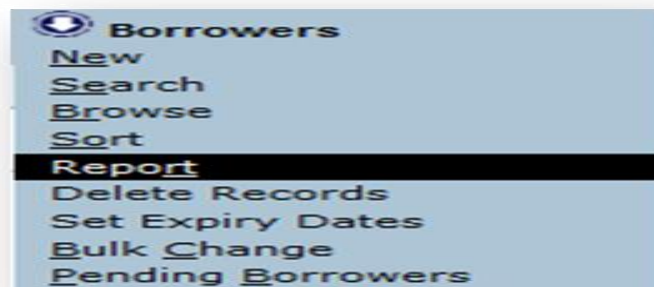 Borrowers
New
Search
Browse
Sort
Report
Delete Records
Set Expiry Dates
Bulk Change
Pending Borrowers